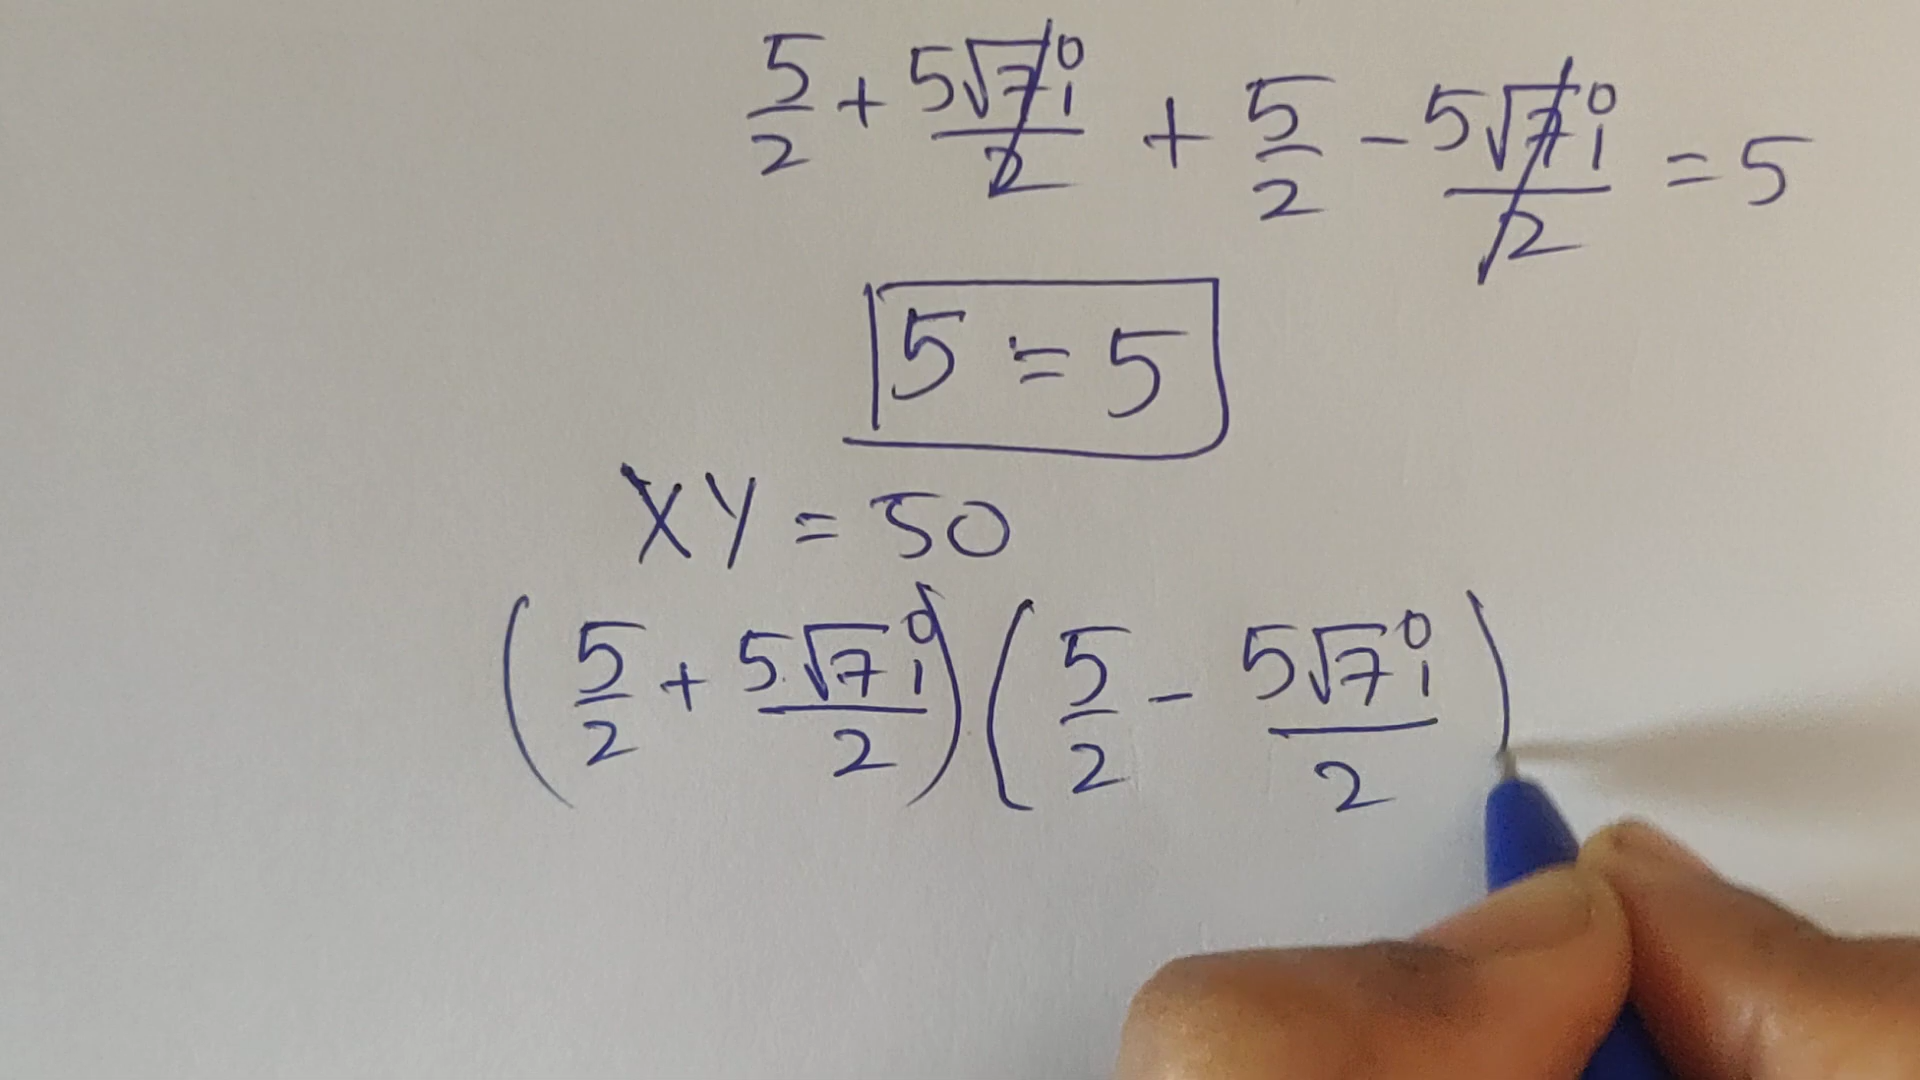 5/2 + 5√7i/2 + 5/2 - 5√7i/2 = 5
5 = 5
XY = 50
(5/2 + 5√7i/2)(5/2 - 5√7i/2)